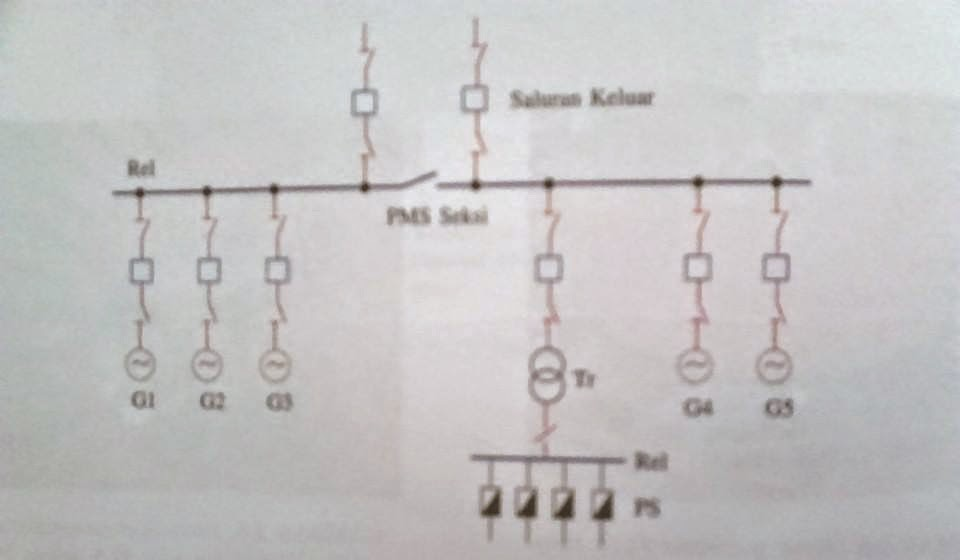 Saluran Keluar
Rel
PMS Seksi
G1
G2
G3
Tr
G4
G5
Rel
PS